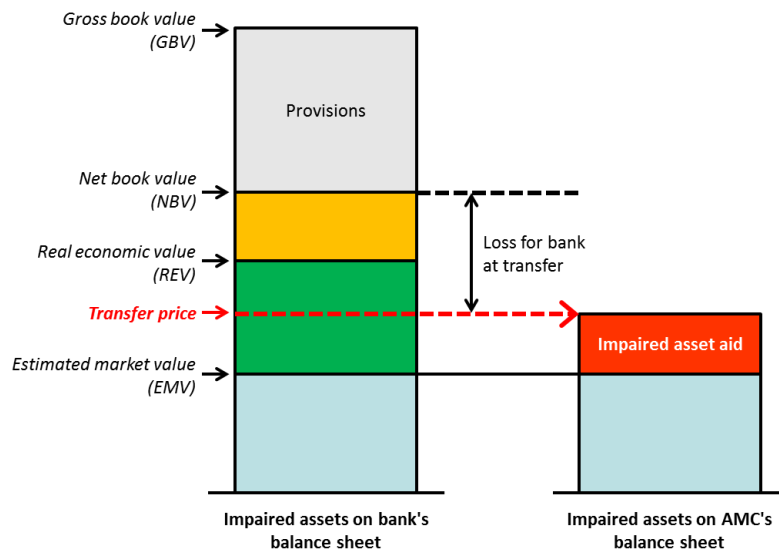 Gross book value
(GBV)
Provisions
Net book value
(NBV)
Loss for bank
at transfer
Real economic value
(REV)
Transfer price
Impaired asset aid
Estimated market value
(EMV)
Impaired assets on bank's
balance sheet
Impaired assets on AMC's
balance sheet